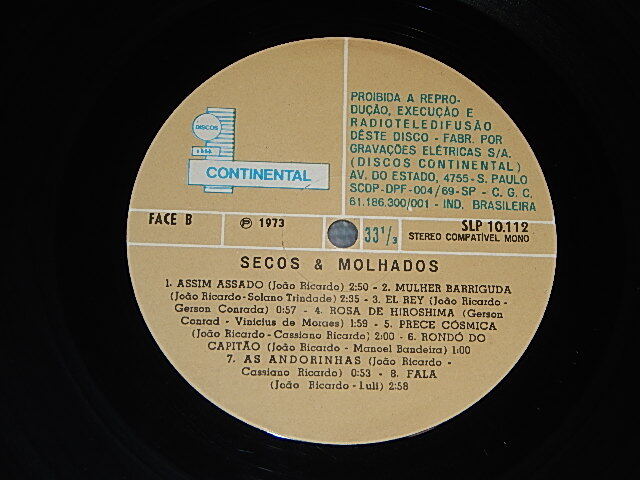 DISCOS
CONTINENTAL
PROIBIDA A REPRO-
DUÇÃO, EXECUÇÃO E
RADIOTELEDIFUSÃO
DÊSTE DISCO - FABR. POR
GRAVAÇÕES ELÉTRICAS S/A.
(DISCOS CONTINENTAL)
AV. DO ESTADO, 4755-S. PAULO
SCDP-DPF-004/69-SP - C. G. C.
61.186.300/001 - IND. BRASILEIRA
FACE B
℗ 1973
33 1/3
SLP 10.112
STEREO COMPATÍVEL MONO
SECOS & MOLHADOS
1. ASSIM ASSADO (João Ricardo) 2:50 - 2. MULHER BARRIGUDA
(João Ricardo-Solano Trindade) 2:35 - 3. EL REY (João Ricardo -
Gerson Conrada) 0:57 - 4. ROSA DE HIROSHIMA (Gerson
Conrad - Vinícius de Moraes) 1:59 - 5. PRECE CÓSMICA
(João Ricardo - Cassiano Ricardo) 2:00 - 6. RONDÓ DO
CAPITÃO (João Ricardo - Manoel Bandeira) 1:00
7. AS ANDORINHAS (João Ricardo -
Cassiano Ricardo) 0:53 - 8. FALA
(João Ricardo - Luli) 2:58